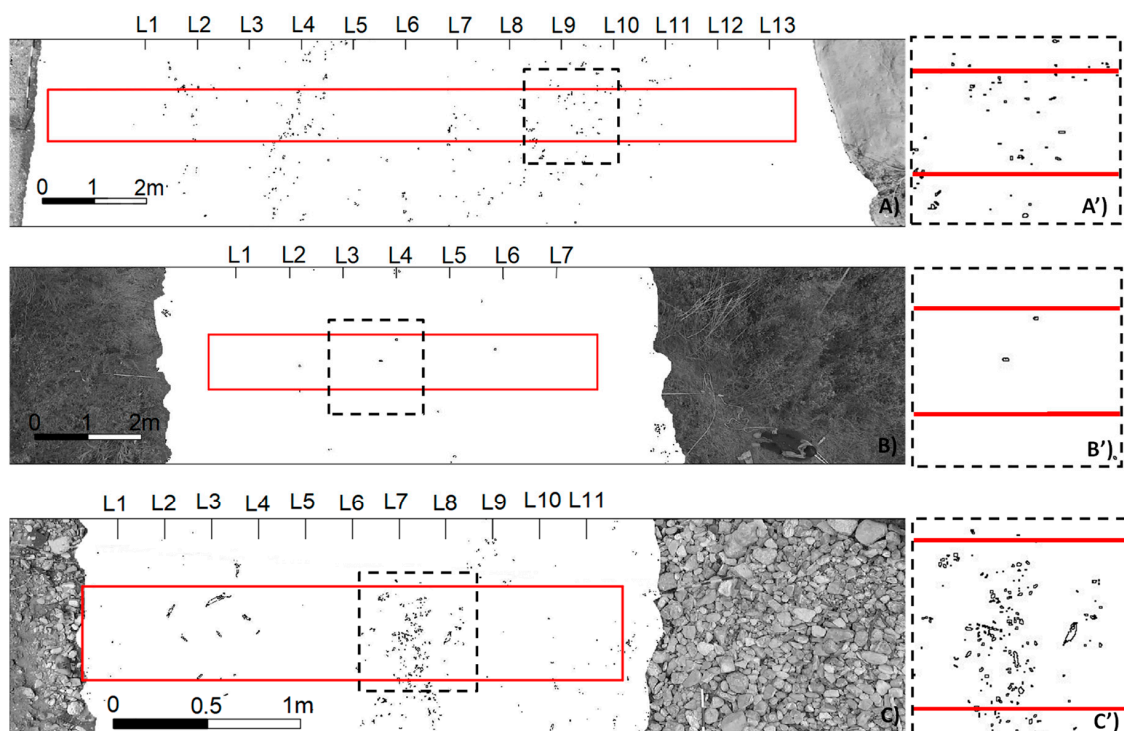 L1 L2 L3 L4 L5 L6 L7 L8 L9 L10 L11 L12 L13
0 1 2m
A)
A')
L1 L2 L3 L4 L5 L6 L7
0 1 2m
B)
B')
L1 L2 L3 L4 L5 L6 L7 L8 L9 L10 L11
0 0.5 1m
C)
C')